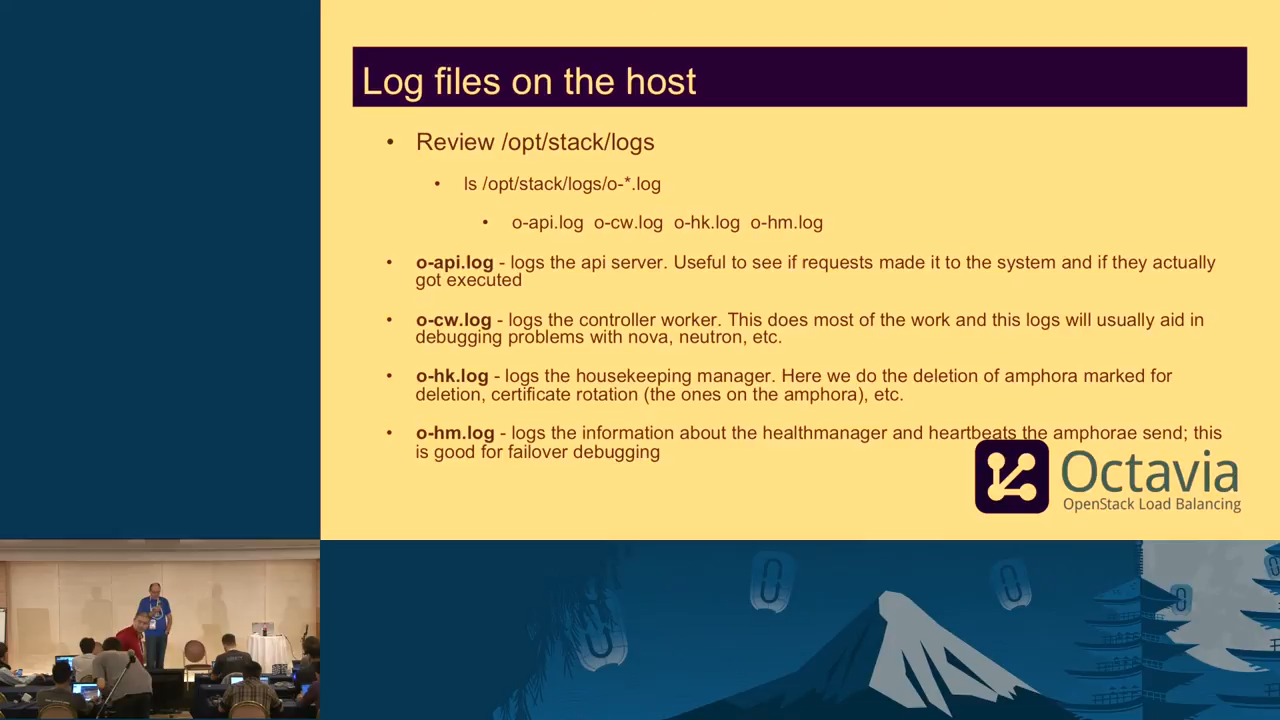 Log files on the host
• Review /opt/stack/logs
• ls /opt/stack/logs/o-*.log
• o-api.log o-cw.log o-hk.log o-hm.log
• o-api.log - logs the api server. Useful to see if requests made it to the system and if they actually
got executed
• o-cw.log - logs the controller worker. This does most of the work and this logs will usually aid in
debugging problems with nova, neutron, etc.
• o-hk.log - logs the housekeeping manager. Here we do the deletion of amphora marked for
deletion, certificate rotation (the ones on the amphora), etc.
• o-hm.log - logs the information about the healthmanager and heartbeats the amphorae send; this
is good for failover debugging
Octavia
OpenStack Load Balancing